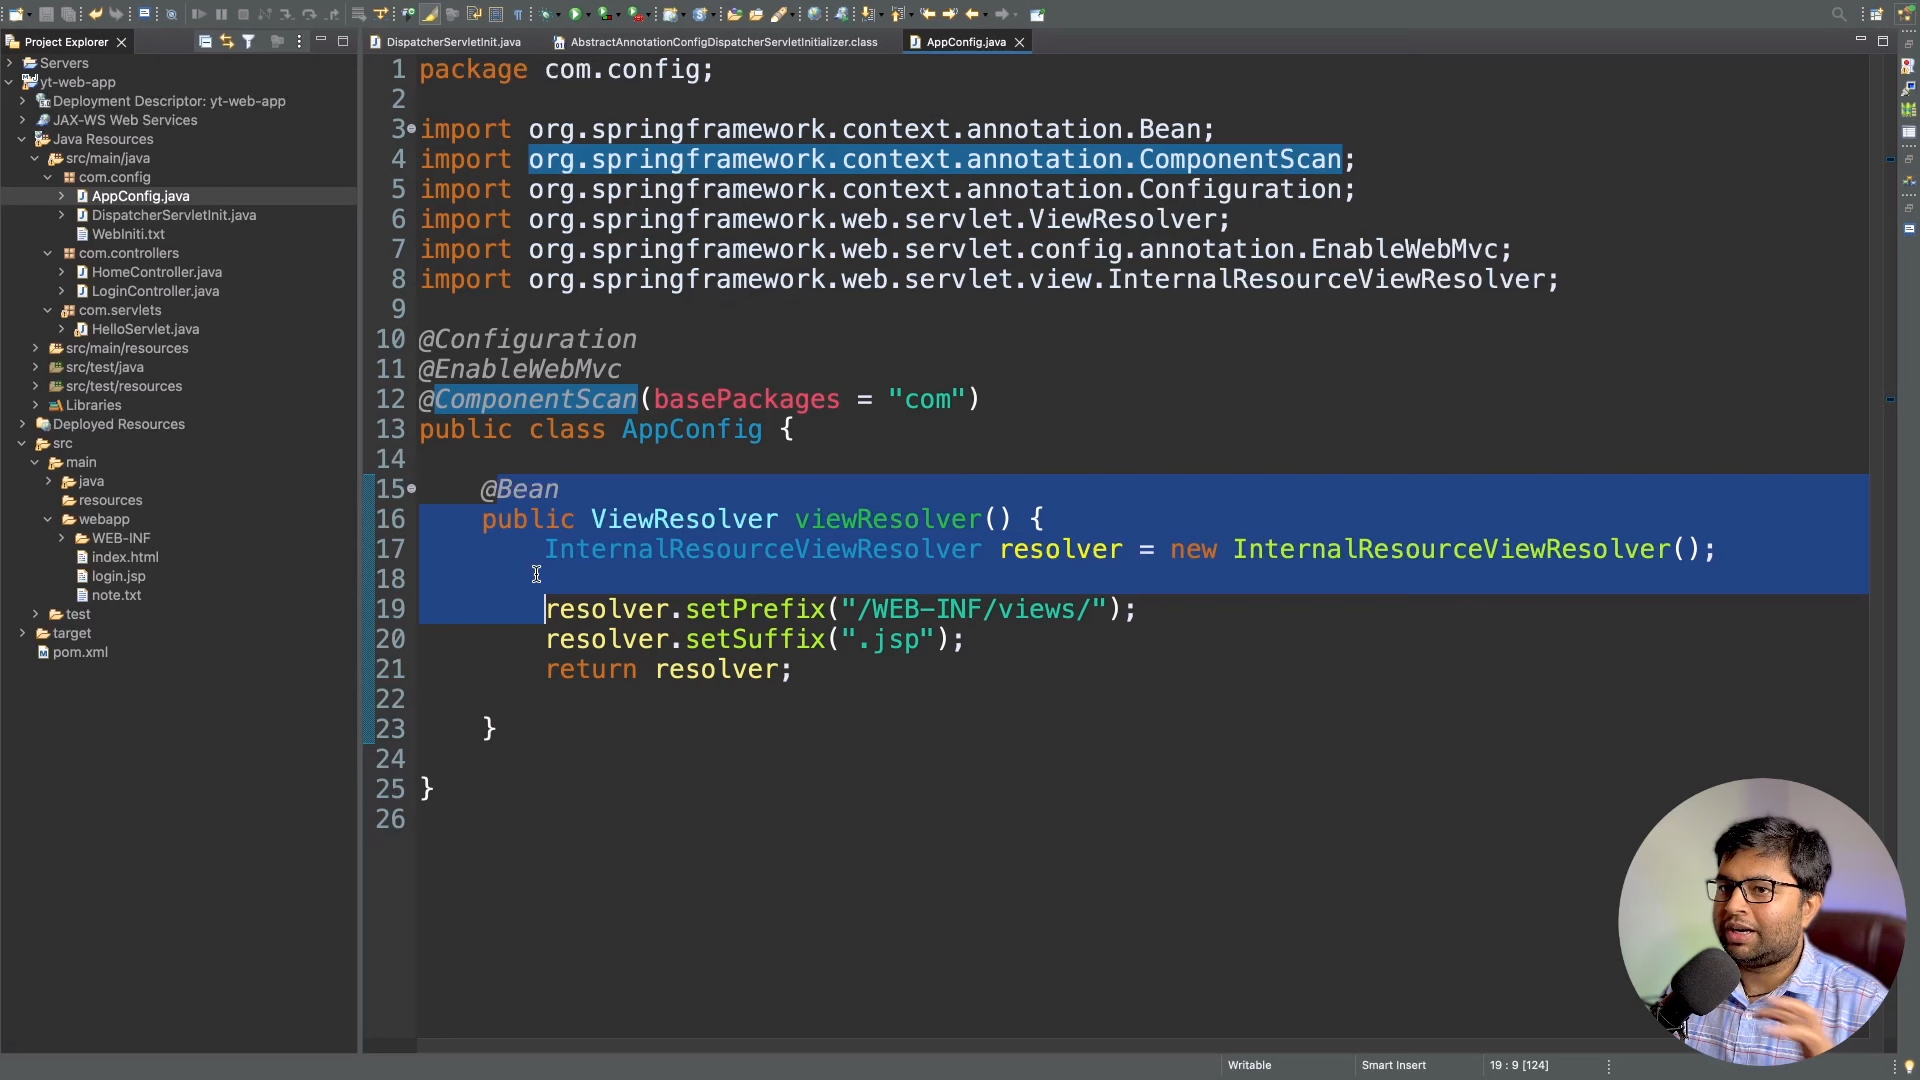 Project Explorer
DispatcherServletInit.java
AbstractAnnotationConfigDispatcherServletInitializer.class
AppConfig.java
Servers
yt-web-app
Deployment Descriptor: yt-web-app
JAX-WS Web Services
Java Resources
src/main/java
com.config
AppConfig.java
DispatcherServletInit.java
WebIniti.txt
com.controllers
HomeController.java
LoginController.java
com.servlets
HelloServlet.java
src/main/resources
src/test/java
src/test/resources
Libraries
Deployed Resources
src
main
java
resources
webapp
WEB-INF
index.html
login.jsp
note.txt
test
target
pom.xml
1 package com.config;
2
3 import org.springframework.context.annotation.Bean;
4 import org.springframework.context.annotation.ComponentScan;
5 import org.springframework.context.annotation.Configuration;
6 import org.springframework.web.servlet.ViewResolver;
7 import org.springframework.web.servlet.config.annotation.EnableWebMvc;
8 import org.springframework.web.servlet.view.InternalResourceViewResolver;
9
10 @Configuration
11 @EnableWebMvc
12 @ComponentScan(basePackages = "com")
13 public class AppConfig {
14
15 @Bean
16 public ViewResolver viewResolver() {
17 InternalResourceViewResolver resolver = new InternalResourceViewResolver();
18
19 resolver.setPrefix("/WEB-INF/views/");
20 resolver.setSuffix(".jsp");
21 return resolver;
22
23 }
24
25 }
26
Writable
Smart Insert
19 : 9 [124]